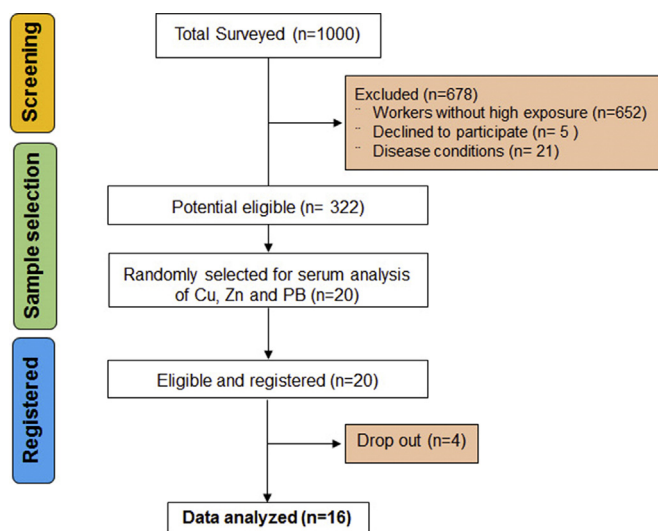 Screening
Total Surveyed (n=1000)
Excluded (n=678)
¨ Workers without high exposure (n=652)
¨ Declined to participate (n= 5 )
¨ Disease conditions (n= 21)
Sample selection
Potential eligible (n= 322)
Randomly selected for serum analysis
of Cu, Zn and PB (n=20)
Registered
Eligible and registered (n=20)
Drop out (n=4)
Data analyzed (n=16)